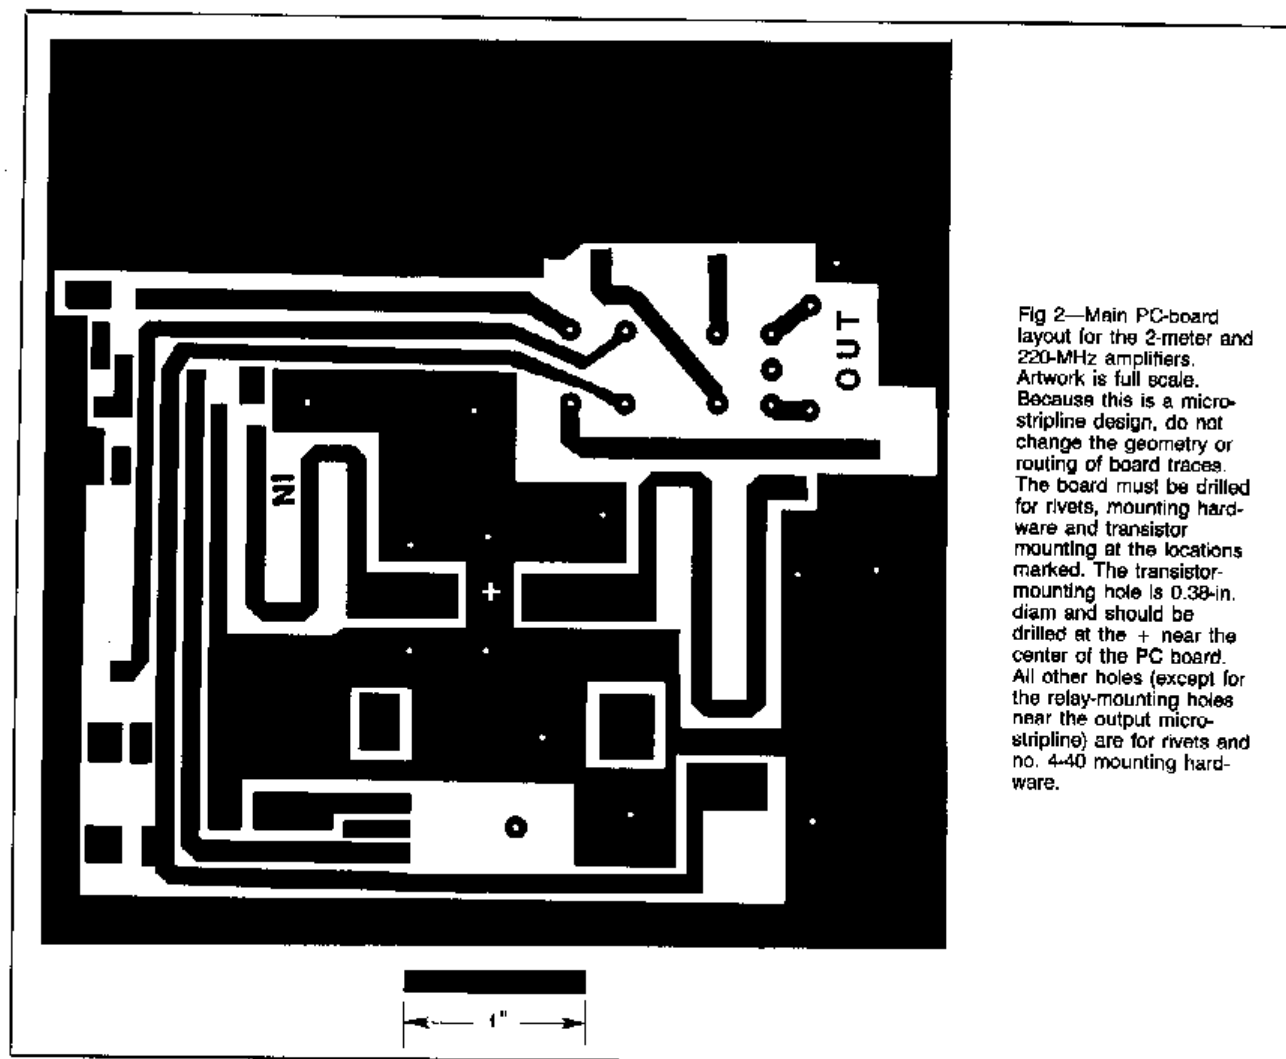 OUT
IN
1"
Fig 2—Main PC-board
layout for the 2-meter and
220-MHz amplifiers.
Artwork is full scale.
Because this is a micro-
stripline design, do not
change the geometry or
routing of board traces.
The board must be drilled
for rivets, mounting hard-
ware and transistor
mounting at the locations
marked. The transistor-
mounting hole is 0.38-in.
diam and should be
drilled at the + near the
center of the PC board.
All other holes (except for
the relay-mounting holes
near the output micro-
stripline) are for rivets and
no. 4-40 mounting hard-
ware.